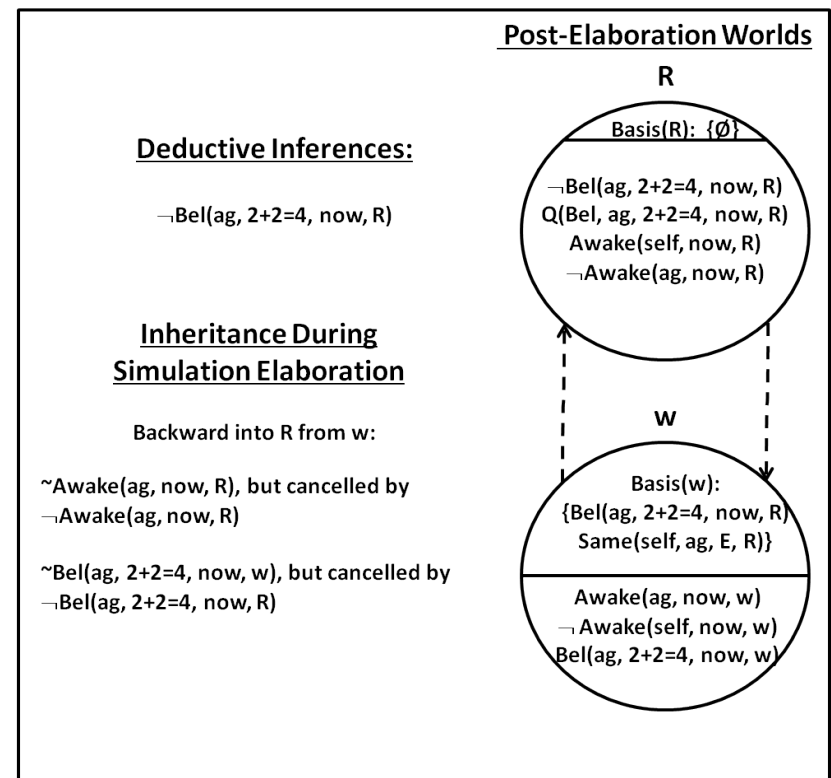 Post-Elaboration Worlds
R
Basis(R): {Ø}
¬Bel(ag, 2+2=4, now, R)
Q(Bel, ag, 2+2=4, now, R)
Awake(self, now, R)
¬Awake(ag, now, R)
Deductive Inferences:
¬Bel(ag, 2+2=4, now, R)
Inheritance During
Simulation Elaboration
Backward into R from w:
~Awake(ag, now, R), but cancelled by
¬Awake(ag, now, R)
~Bel(ag, 2+2=4, now, w), but cancelled by
¬Bel(ag, 2+2=4, now, R)
w
Basis(w):
{Bel(ag, 2+2=4, now, R)
Same(self, ag, E, R)}
Awake(ag, now, w)
¬ Awake(self, now, w)
Bel(ag, 2+2=4, now, w)